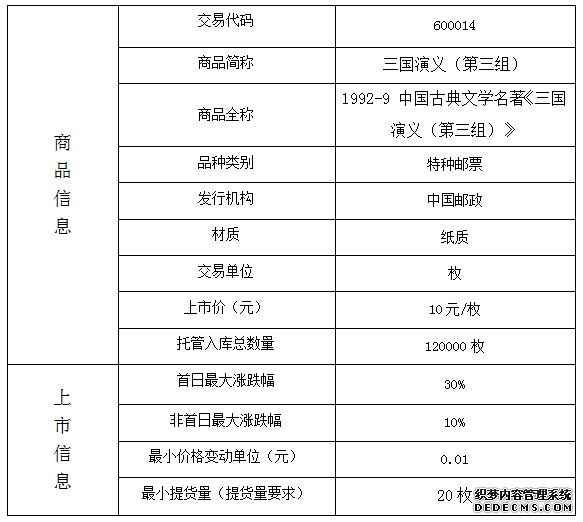 商品信息
交易代码 600014
商品简称 三国演义（第三组）
商品全称 1992-9 中国古典文学名著《三国
演义（第三组）》
品种类别 特种邮票
发行机构 中国邮政
材质 纸质
交易单位 枚
上市价（元） 10元/枚
托管入库总数量 120000 枚
上市信息
首日最大涨跌幅 30%
非首日最大涨跌幅 10%
最小价格变动单位（元） 0.01
最小提货量（提货量要求） 20枚
织梦内容管理系统
DEDECMS.COM